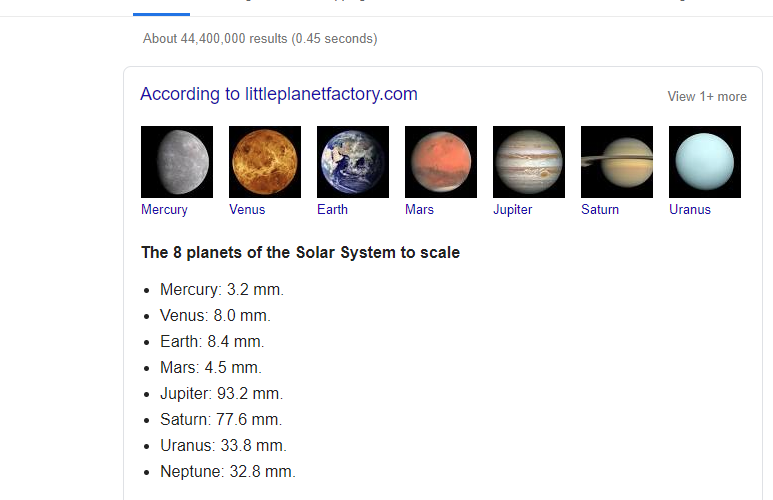 About 44,400,000 results (0.45 seconds)
According to littleplanetfactory.com
View 1+ more
Mercury Venus Earth Mars Jupiter Saturn Uranus
The 8 planets of the Solar System to scale
• Mercury: 3.2 mm.
• Venus: 8.0 mm.
• Earth: 8.4 mm.
• Mars: 4.5 mm.
• Jupiter: 93.2 mm.
• Saturn: 77.6 mm.
• Uranus: 33.8 mm.
• Neptune: 32.8 mm.